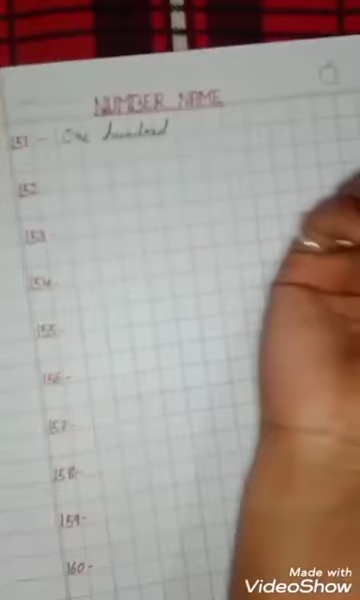 NUMBER NAME
151 - One hundred
152
153-
154-
155-
156-
157-
158-
159-
160-
Made with
VideoShow